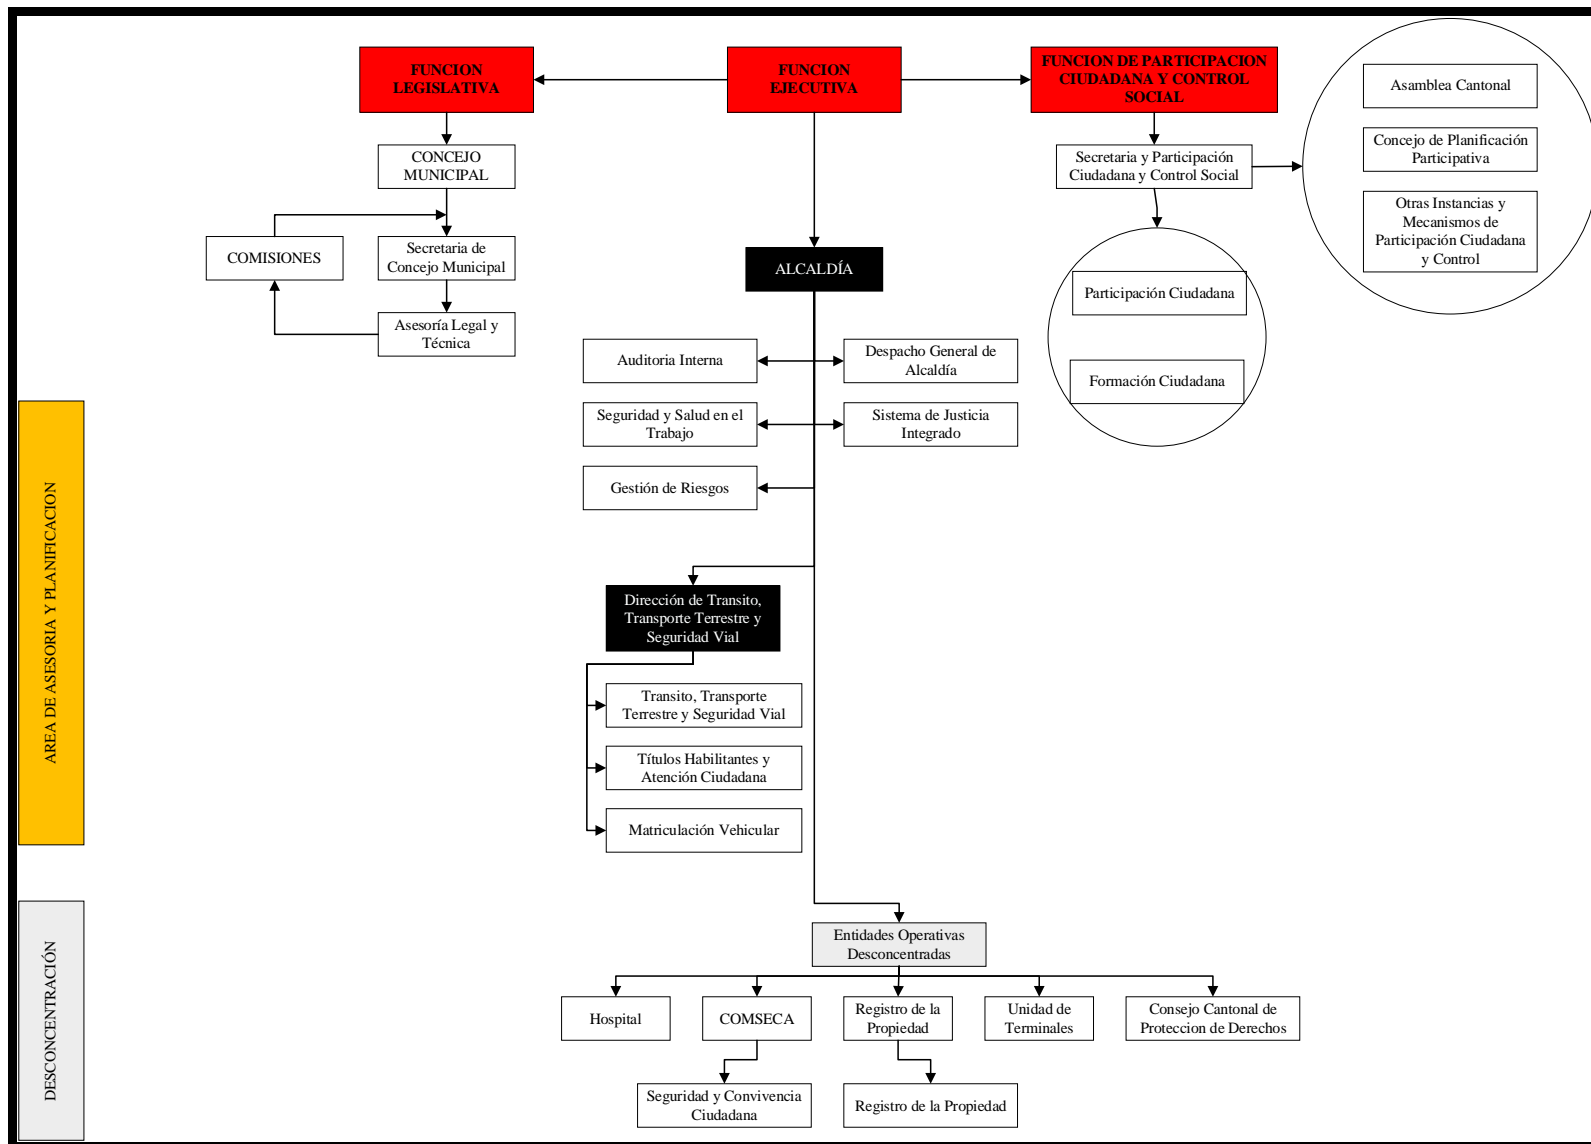 FUNCION
LEGISLATIVA
FUNCION
EJECUTIVA
FUNCION DE PARTICIPACION
CIUDADANA Y CONTROL
SOCIAL
Asamblea Cantonal
Concejo de Planificación
Participativa
Otras Instancias y
Mecanismos de
Participación Ciudadana
y Control
CONCEJO
MUNICIPAL
Secretaria y Participación
Ciudadana y Control Social
COMISIONES
Secretaria de
Concejo Municipal
ALCALDÍA
Participación Ciudadana
Asesoría Legal y
Técnica
Auditoria Interna
Despacho General de
Alcaldía
Formación Ciudadana
Seguridad y Salud en el
Trabajo
Sistema de Justicia
Integrado
Gestión de Riesgos
AREA DE ASESORIA Y PLANIFICACION
Dirección de Transito,
Transporte Terrestre y
Seguridad Vial
Transito, Transporte
Terrestre y Seguridad Vial
Títulos Habilitantes y
Atención Ciudadana
Matriculación Vehicular
DESCONCENTRACIÓN
Entidades Operativas
Desconcentradas
Hospital
COMSECA
Registro de la
Propiedad
Unidad de
Terminales
Consejo Cantonal de
Proteccion de Derechos
Seguridad y Convivencia
Ciudadana
Registro de la Propiedad